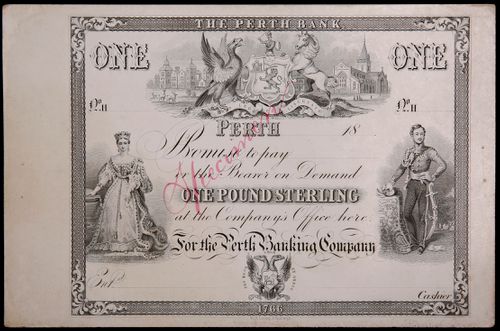 THE PERTH BANK
ONE ONE
No. No.
PERTH 18
Specimen
Promise to pay
to the Bearer on Demand
ONE POUND STERLING
at the Company's Office here.
For the Perth Banking Company
Cashier
1766